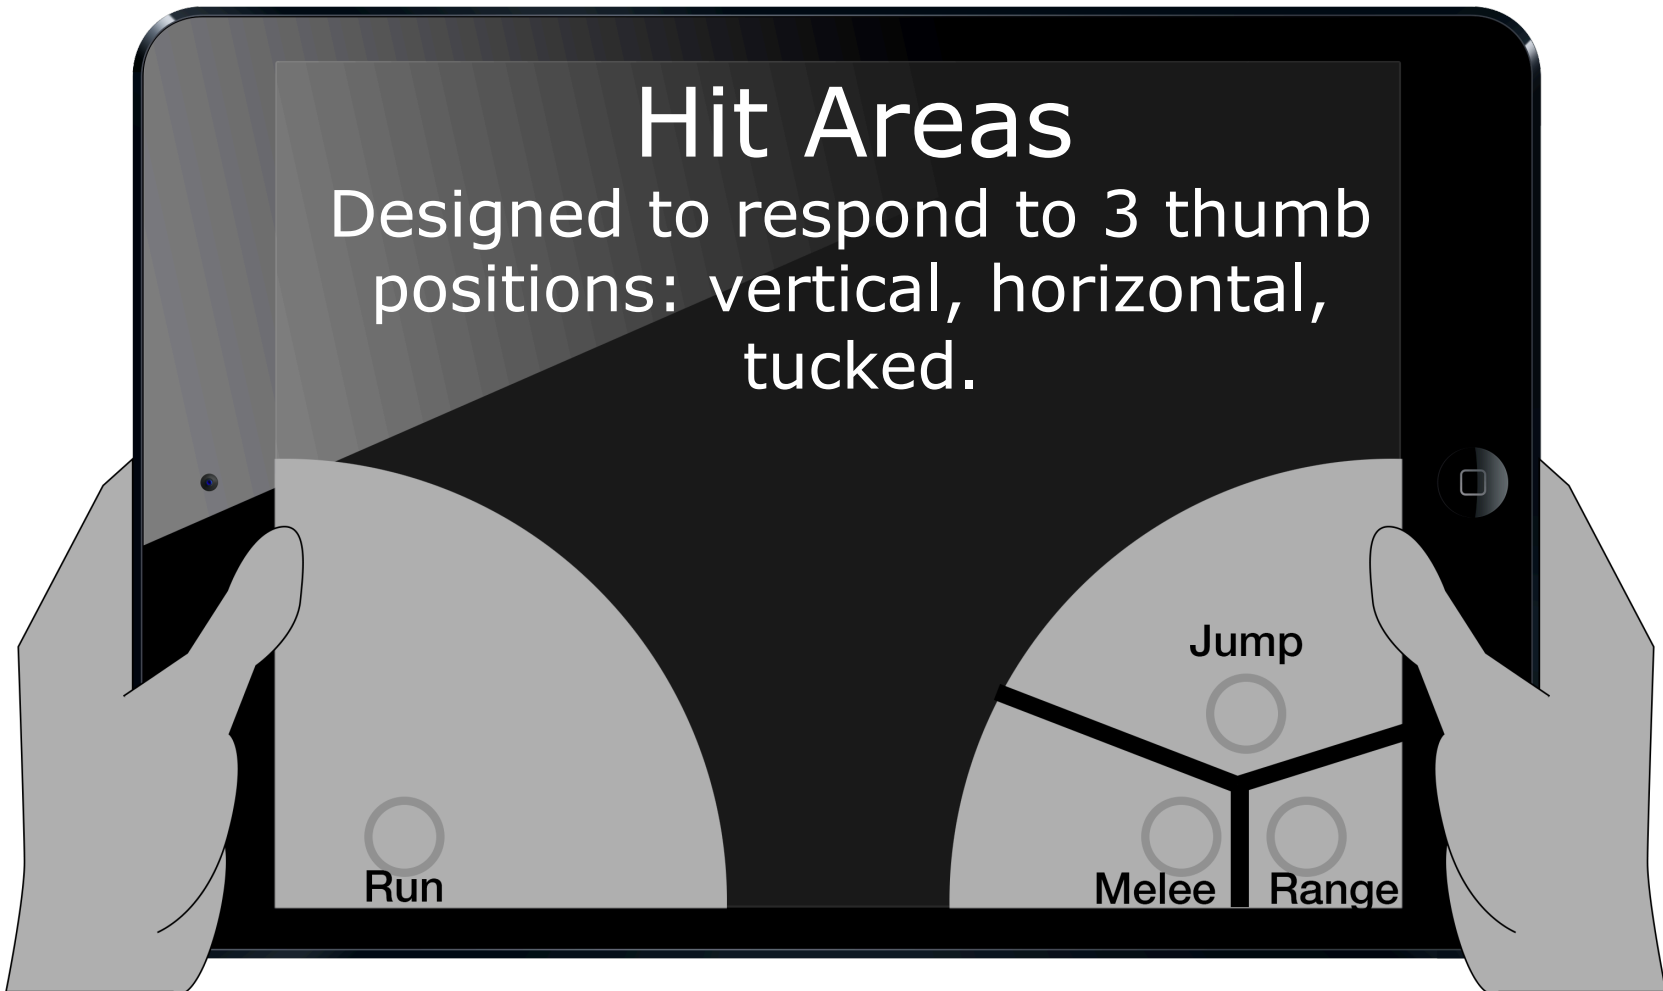 Hit Areas
Designed to respond to 3 thumb
positions: vertical, horizontal,
tucked.
Jump
Run
Melee
Range